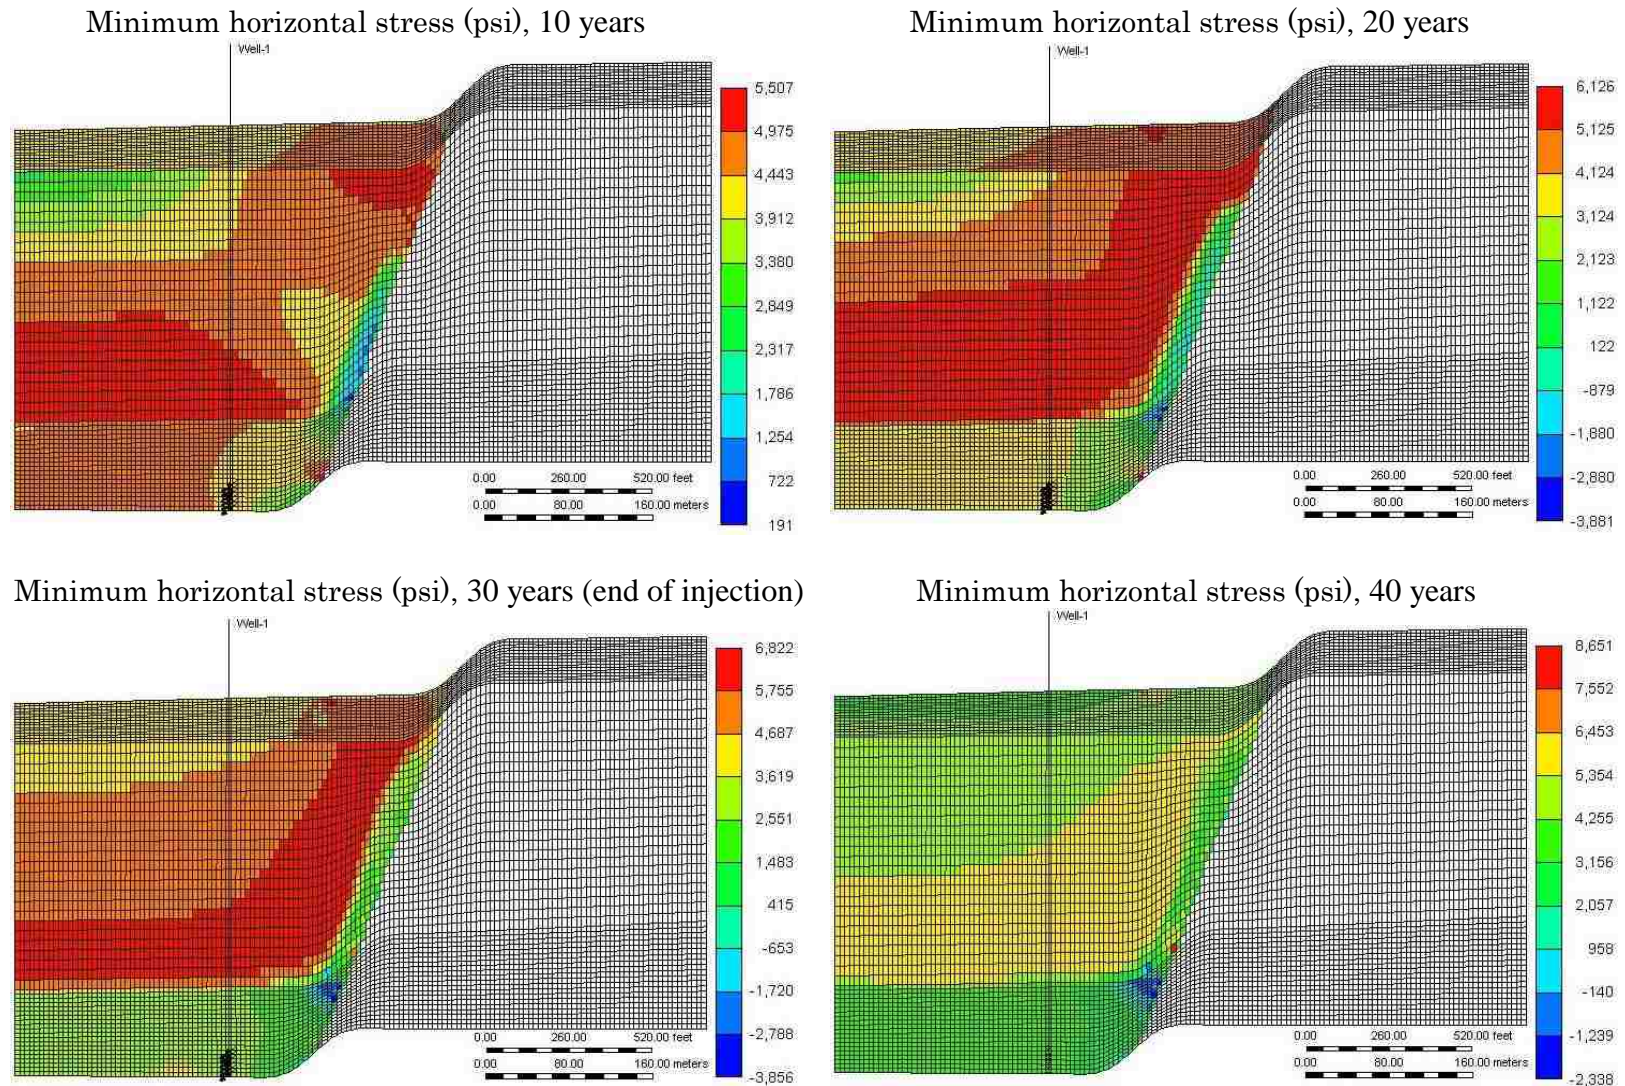 Minimum horizontal stress (psi), 10 years
Well-1
5,507
4,975
4,443
3,912
3,380
2,849
2,317
1,786
1,254
722
191
0.00 260.00 520.00 feet
0.00 80.00 160.00 meters
Minimum horizontal stress (psi), 20 years
Well-1
6,126
5,125
4,124
3,124
2,123
1,122
122
-879
-1,880
-2,880
-3,881
0.00 260.00 520.00 feet
0.00 80.00 160.00 meters
Minimum horizontal stress (psi), 30 years (end of injection)
Well-1
6,822
5,755
4,687
3,619
2,551
1,483
415
-653
-1,720
-2,788
-3,856
0.00 260.00 520.00 feet
0.00 80.00 160.00 meters
Minimum horizontal stress (psi), 40 years
Well-1
8,651
7,552
6,453
5,354
4,255
3,156
2,057
958
-140
-1,239
-2,338
0.00 260.00 520.00 feet
0.00 80.00 160.00 meters